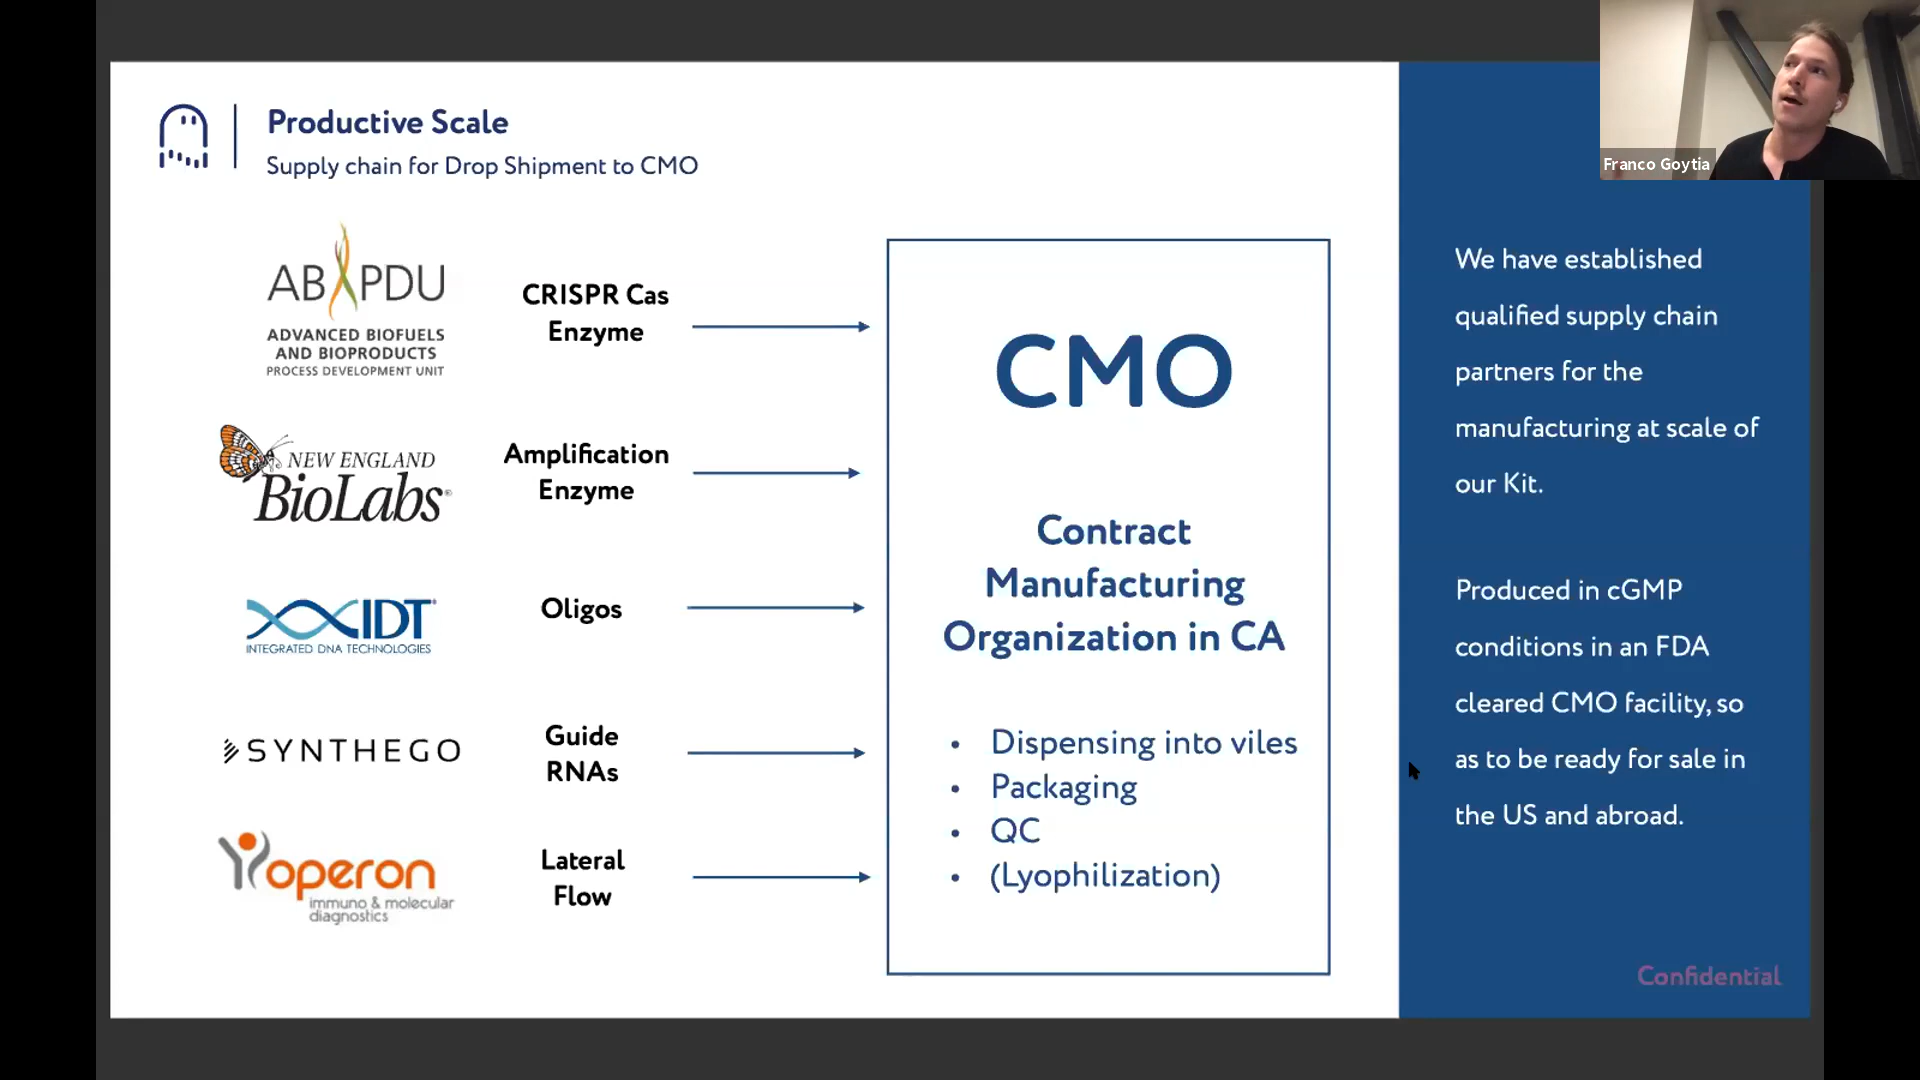 Productive Scale
Supply chain for Drop Shipment to CMO
Franco Goytia
AB PDU
ADVANCED BIOFUELS
AND BIOPRODUCTS
PROCESS DEVELOPMENT UNIT
CRISPR Cas
Enzyme
NEW ENGLAND
BioLabs®
Amplification
Enzyme
IDT
INTEGRATED DNA TECHNOLOGIES
Oligos
SYNTHEGO
Guide
RNAs
operon
immuno & molecular
diagnostics
Lateral
Flow
CMO
Contract
Manufacturing
Organization in CA
• Dispensing into viles
• Packaging
• QC
• (Lyophilization)
We have established
qualified supply chain
partners for the
manufacturing at scale of
our Kit.
Produced in cGMP
conditions in an FDA
cleared CMO facility, so
as to be ready for sale in
the US and abroad.
Confidential